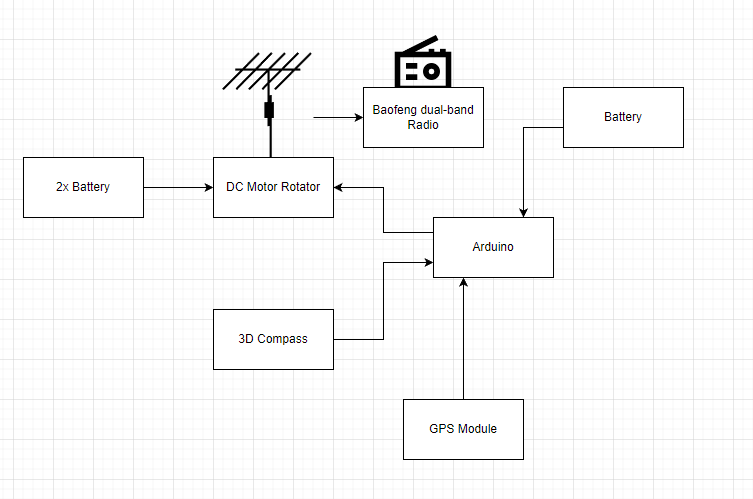 Baofeng dual-band
Radio
Battery
2x Battery
DC Motor Rotator
Arduino
3D Compass
GPS Module